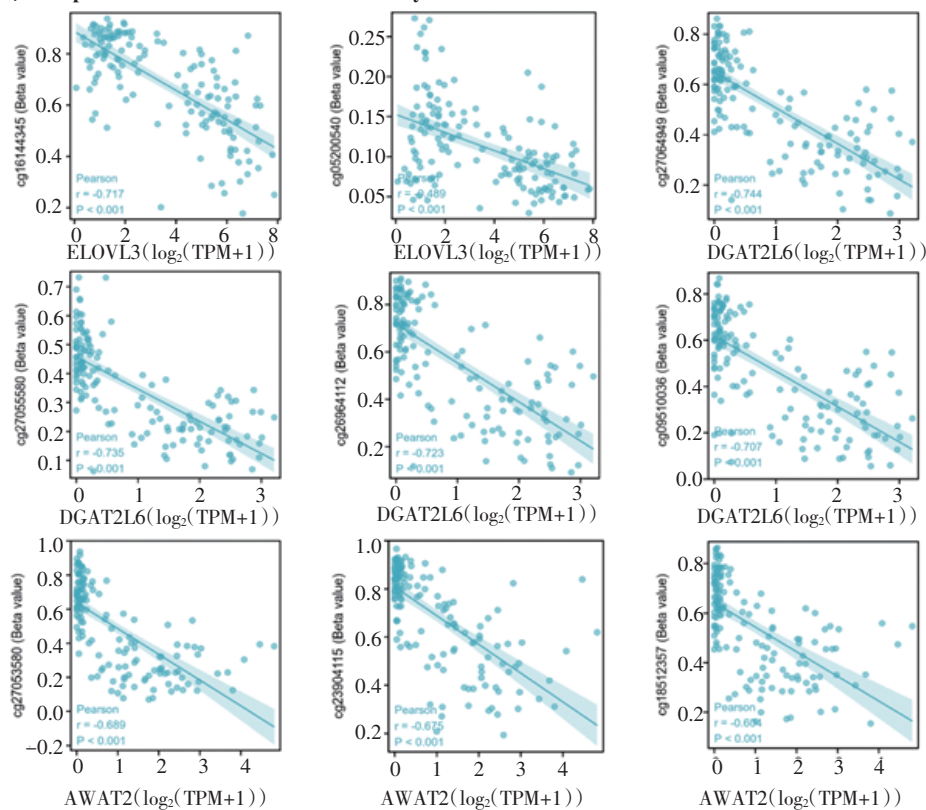 cg16144345 (Beta value)
0.8
0.6
0.4
0.2
Pearson
r = -0.717
P < 0.001
0 2 4 6 8
ELOVL3(log₂(TPM+1))
cg05200540 (Beta value)
0.25
0.20
0.15
0.10
0.05
Pearson
r = -0.489
P < 0.001
0 2 4 6 8
ELOVL3(log₂(TPM+1))
cg27064949 (Beta value)
0.8
0.6
0.4
0.2
Pearson
r = -0.744
P < 0.001
0 1 2 3
DGAT2L6(log₂(TPM+1))
cg27055580 (Beta value)
0.7
0.6
0.5
0.4
0.3
0.2
0.1
Pearson
r = -0.735
P < 0.001
0 1 2 3
DGAT2L6(log₂(TPM+1))
cg26964112 (Beta value)
0.8
0.6
0.4
0.2
Pearson
r = -0.723
P < 0.001
0 1 2 3
DGAT2L6(log₂(TPM+1))
cg09510036 (Beta value)
0.8
0.6
0.4
0.2
0.0
Pearson
r = -0.707
P < 0.001
0 1 2 3
DGAT2L6(log₂(TPM+1))
cg27053580 (Beta value)
1.0
0.8
0.6
0.4
0.2
0.0
−0.2
Pearson
r = -0.689
P < 0.001
0 1 2 3 4
AWAT2(log₂(TPM+1))
cg23904115 (Beta value)
1.0
0.8
0.6
0.4
0.2
Pearson
r = -0.675
P < 0.001
0 1 2 3 4
AWAT2(log₂(TPM+1))
cg18512357 (Beta value)
0.8
0.6
0.4
0.2
Pearson
r =
P < 0.001
0 1 2 3 4
AWAT2(log₂(TPM+1))